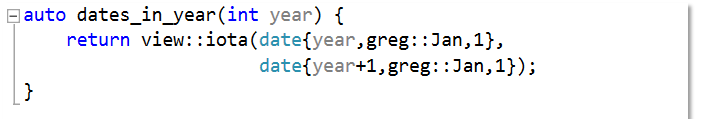 auto dates_in_year(int year) {
    return view::iota(date{year,greg::Jan,1},
                      date{year+1,greg::Jan,1});
}